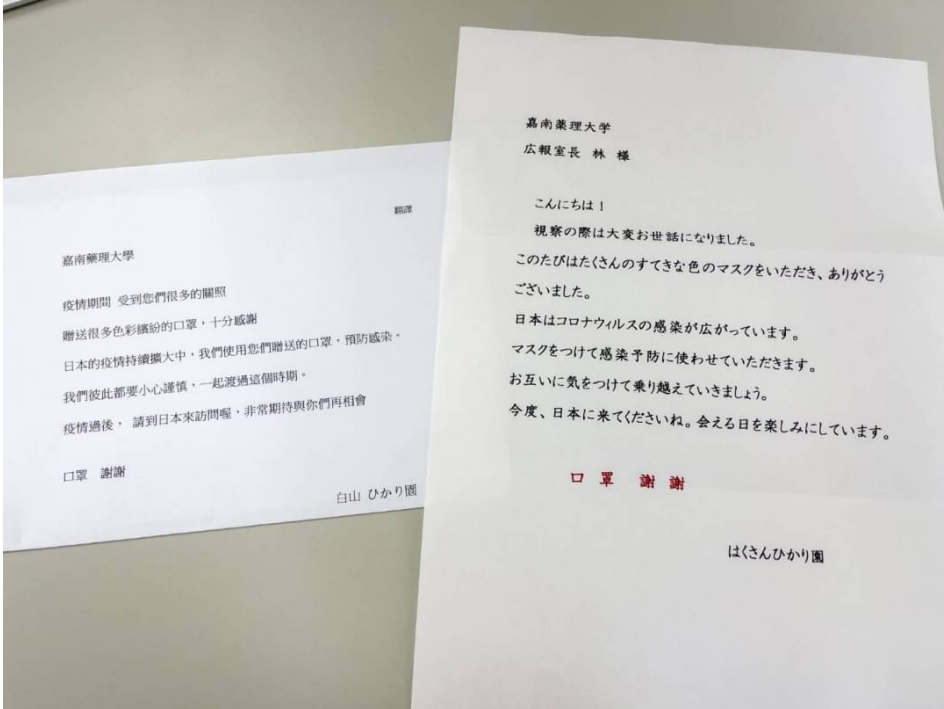 翻譯
嘉南藥理大學
疫情期間 受到您們很多的關照
贈送很多色彩繽紛的口罩,十分感謝
日本的疫情持續擴大中,我們使用您們贈送的口罩,預防感染。
我們彼此都要小心謹慎,一起渡過這個時期。
疫情過後, 請到日本來訪問喔,非常期待與你們再相會
口罩 謝謝
白山 ひかり園
嘉南薬理大学
広報室長 林 様
こんにちは!
視察の際は大変お世話になりました。
このたびはたくさんのすてきな色のマスクをいただき、ありがとう
ございました。
日本はコロナウィルスの感染が広がっています。
マスクをつけて感染予防に使わせていただきます。
お互いに気をつけて乗り越えていきましょう。
今度、日本に来てくださいね。会える日を楽しみにしています。
口罩 謝謝
はくさんひかり園